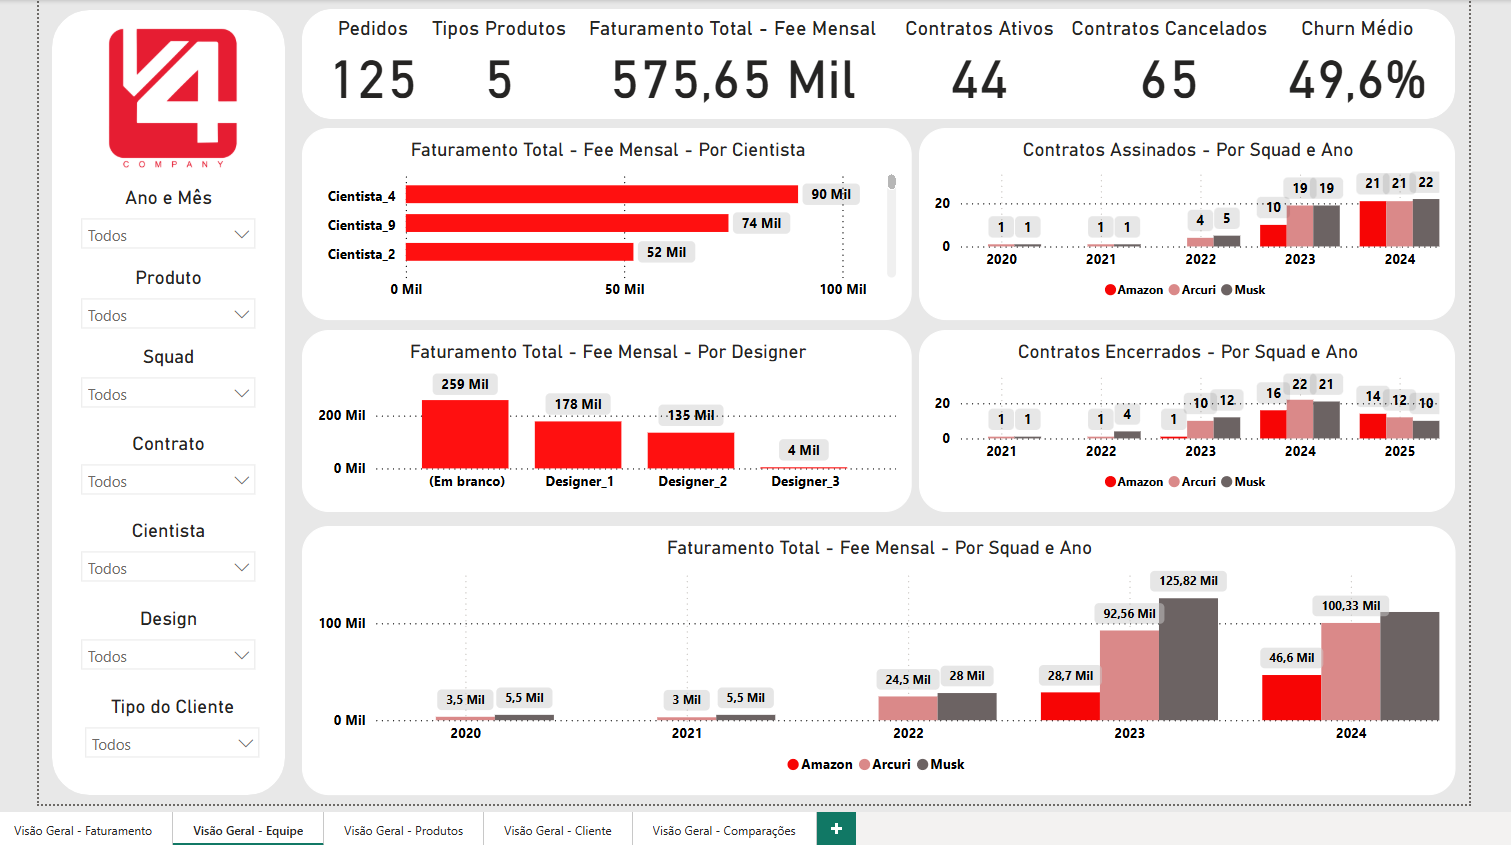 V4
COMPANY
Ano e Mês
Todos
Produto
Todos
Squad
Todos
Contrato
Todos
Cientista
Todos
Design
Todos
Tipo do Cliente
Todos
Pedidos
125
Tipos Produtos
5
Faturamento Total - Fee Mensal
575,65 Mil
Contratos Ativos
44
Contratos Cancelados
65
Churn Médio
49,6%
Faturamento Total - Fee Mensal - Por Cientista
Cientista_4 90 Mil
Cientista_9 74 Mil
Cientista_2 52 Mil
0 Mil 50 Mil 100 Mil
Contratos Assinados - Por Squad e Ano
20
0
1 1 1 1 4 5 10 19 19 21 21 22
2020 2021 2022 2023 2024
Amazon Arcuri Musk
Faturamento Total - Fee Mensal - Por Designer
200 Mil
0 Mil
259 Mil 178 Mil 135 Mil 4 Mil
(Em branco) Designer_1 Designer_2 Designer_3
Contratos Encerrados - Por Squad e Ano
20
0
1 1 1 4 1 10 12 16 22 21 14 12 10
2021 2022 2023 2024 2025
Amazon Arcuri Musk
Faturamento Total - Fee Mensal - Por Squad e Ano
100 Mil
0 Mil
3,5 Mil 5,5 Mil 3 Mil 5,5 Mil 24,5 Mil 28 Mil 28,7 Mil 92,56 Mil 125,82 Mil 46,6 Mil 100,33 Mil
2020 2021 2022 2023 2024
Amazon Arcuri Musk
Visão Geral - Faturamento Visão Geral - Equipe Visão Geral - Produtos Visão Geral - Cliente Visão Geral - Comparações +